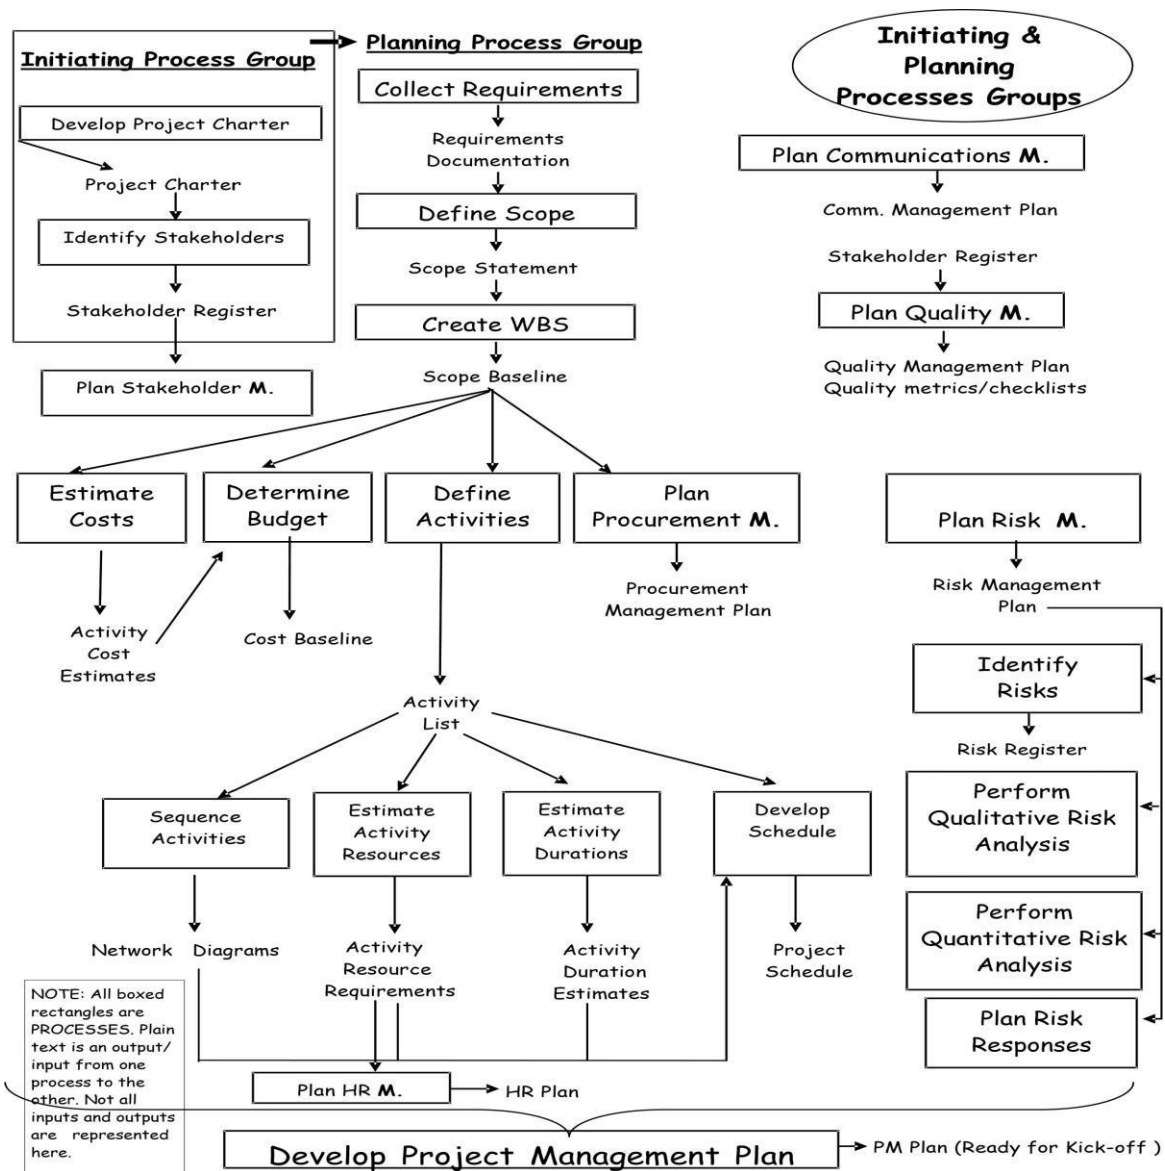 Initiating Process Group
Planning Process Group
Initiating &
Planning
Processes Groups
Develop Project Charter
Project Charter
Identify Stakeholders
Stakeholder Register
Plan Stakeholder M.
Collect Requirements
Requirements
Documentation
Define Scope
Scope Statement
Create WBS
Scope Baseline
Plan Communications M.
Comm. Management Plan
Stakeholder Register
Plan Quality M.
Quality Management Plan
Quality metrics/checklists
Estimate
Costs
Determine
Budget
Define
Activities
Plan
Procurement M.
Plan Risk M.
Activity
Cost
Estimates
Cost Baseline
Procurement
Management Plan
Risk Management
Plan
Identify
Risks
Risk Register
Activity
List
Sequence
Activities
Estimate
Activity
Resources
Estimate
Activity
Durations
Develop
Schedule
Perform
Qualitative Risk
Analysis
Network Diagrams
Activity
Resource
Requirements
Activity
Duration
Estimates
Project
Schedule
Perform
Quantitative Risk
Analysis
Plan Risk
Responses
NOTE: All boxed
rectangles are
PROCESSES. Plain
text is an output/
input from one
process to the
other. Not all
inputs and outputs
are represented
here.
Plan HR M.
HR Plan
Develop Project Management Plan
PM Plan (Ready for Kick-off )